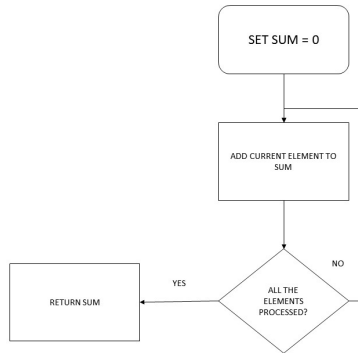 SET SUM = 0
ADD CURRENT ELEMENT TO
SUM
NO
YES
ALL THE
ELEMENTS
PROCESSED?
RETURN SUM